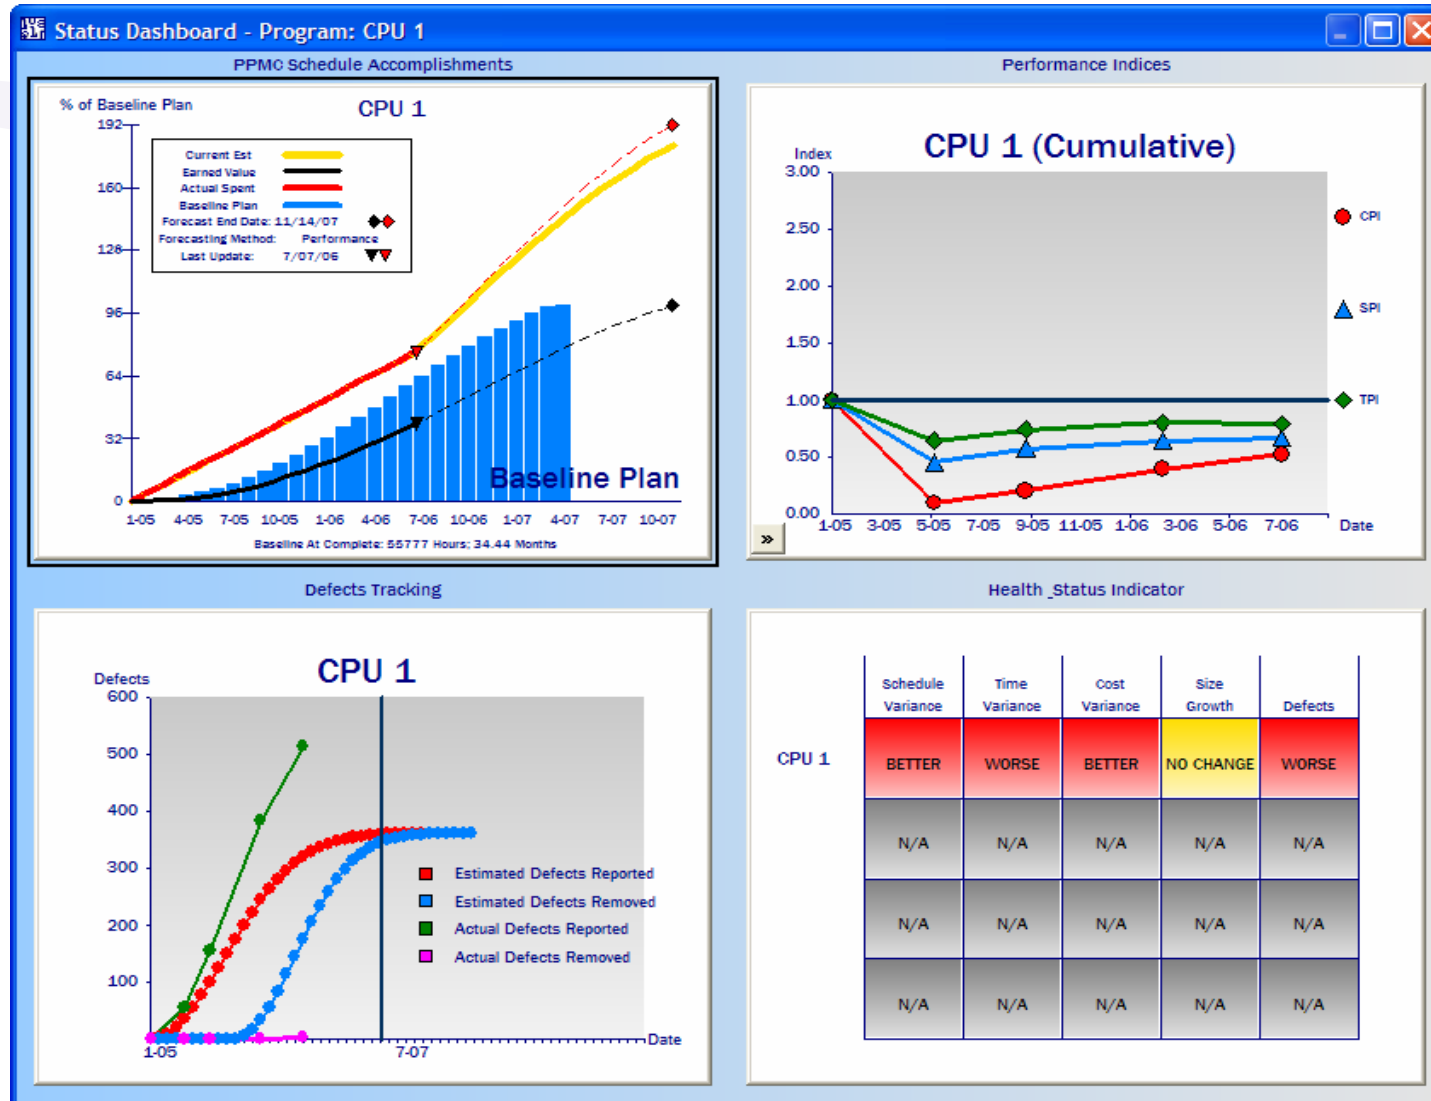 Status Dashboard - Program: CPU 1
PPMC Schedule Accomplishments
% of Baseline Plan
CPU 1
192
160
128
96
64
32
0
Current Est
Earned Value
Actual Spent
Baseline Plan
Forecast End Date: 11/14/07
Forecasting Method: Performance
Last Update: 7/07/06
Baseline Plan
1-05 4-05 7-05 10-05 1-06 4-06 7-06 10-06 1-07 4-07 7-07 10-07
Baseline At Complete: 55777 Hours; 34.44 Months
Performance Indices
CPU 1 (Cumulative)
Index
3.00
2.50
2.00
1.50
1.00
0.50
0.00
CPI
SPI
TPI
1-05 3-05 5-05 7-05 9-05 11-05 1-06 3-06 5-06 7-06 Date
»
Defects Tracking
CPU 1
Defects
600
500
400
300
200
100
Estimated Defects Reported
Estimated Defects Removed
Actual Defects Reported
Actual Defects Removed
Date
1-05 7-07
Health _Status Indicator
Schedule Variance
Time Variance
Cost Variance
Size Growth
Defects
CPU 1 BETTER WORSE BETTER NO CHANGE WORSE
N/A N/A N/A N/A N/A
N/A N/A N/A N/A N/A
N/A N/A N/A N/A N/A